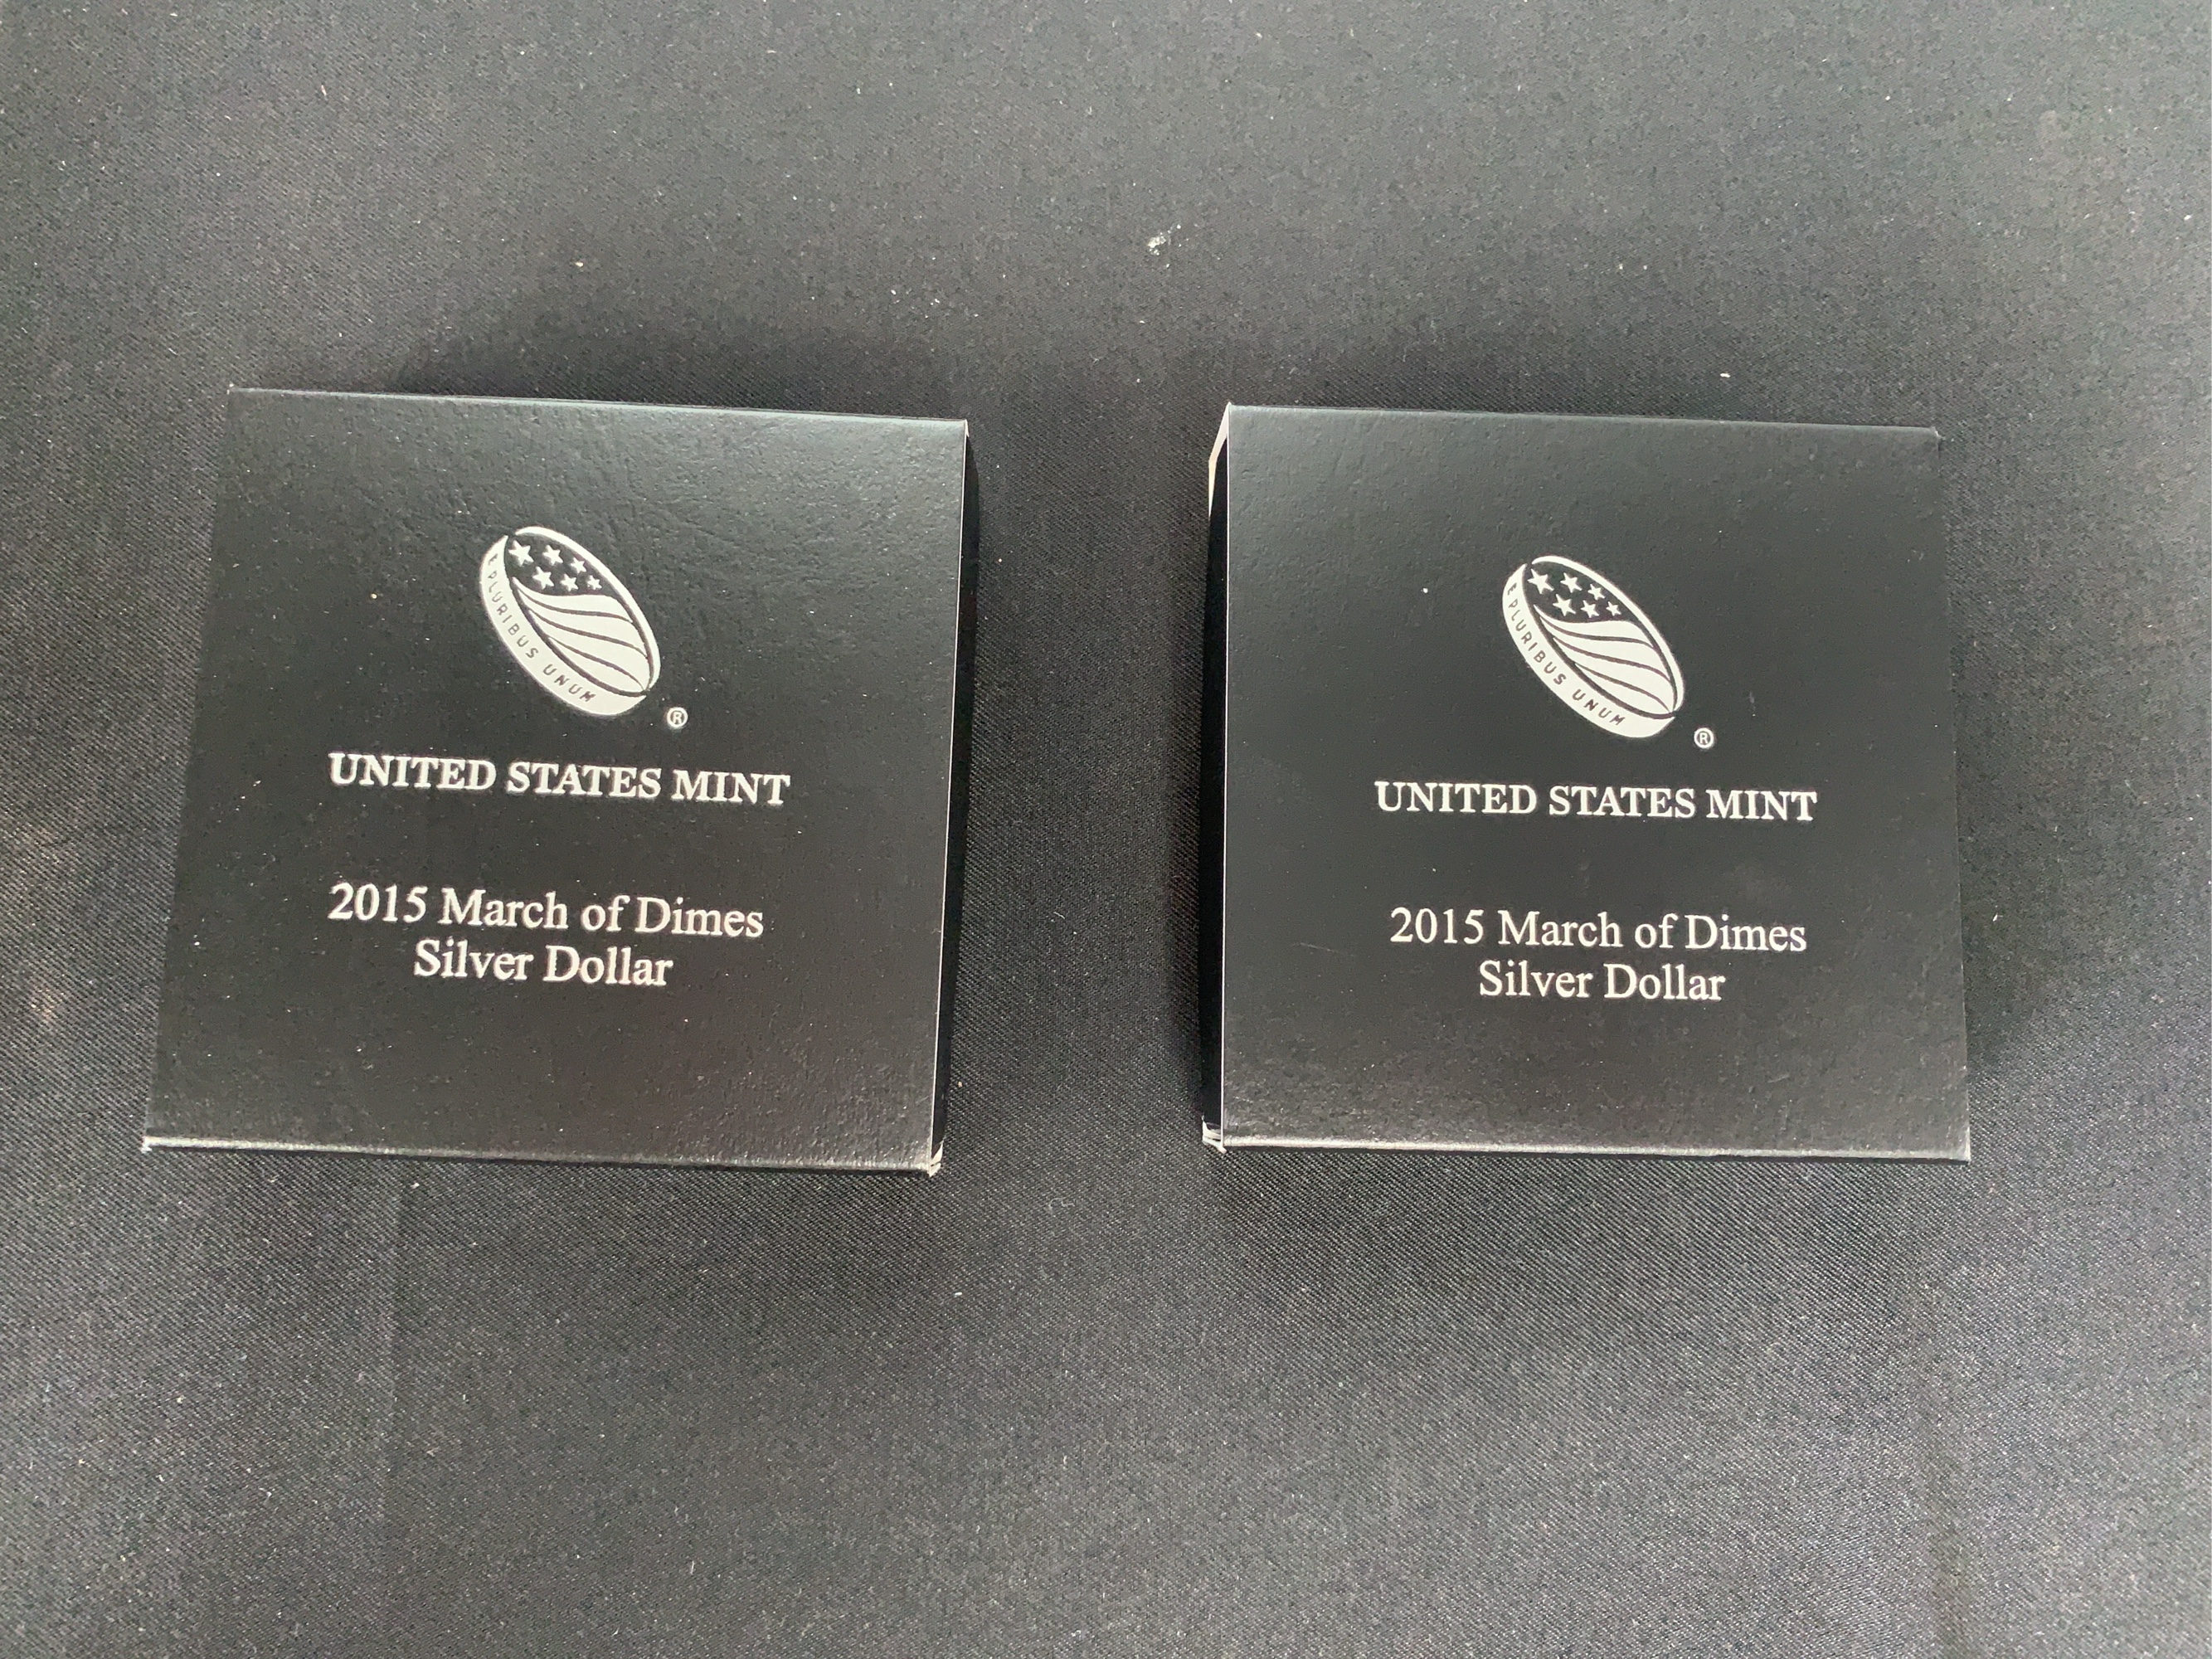 E PLURIBUS UNUM
®
UNITED STATES MINT
2015 March of Dimes
Silver Dollar
E PLURIBUS UNUM
®
UNITED STATES MINT
2015 March of Dimes
Silver Dollar